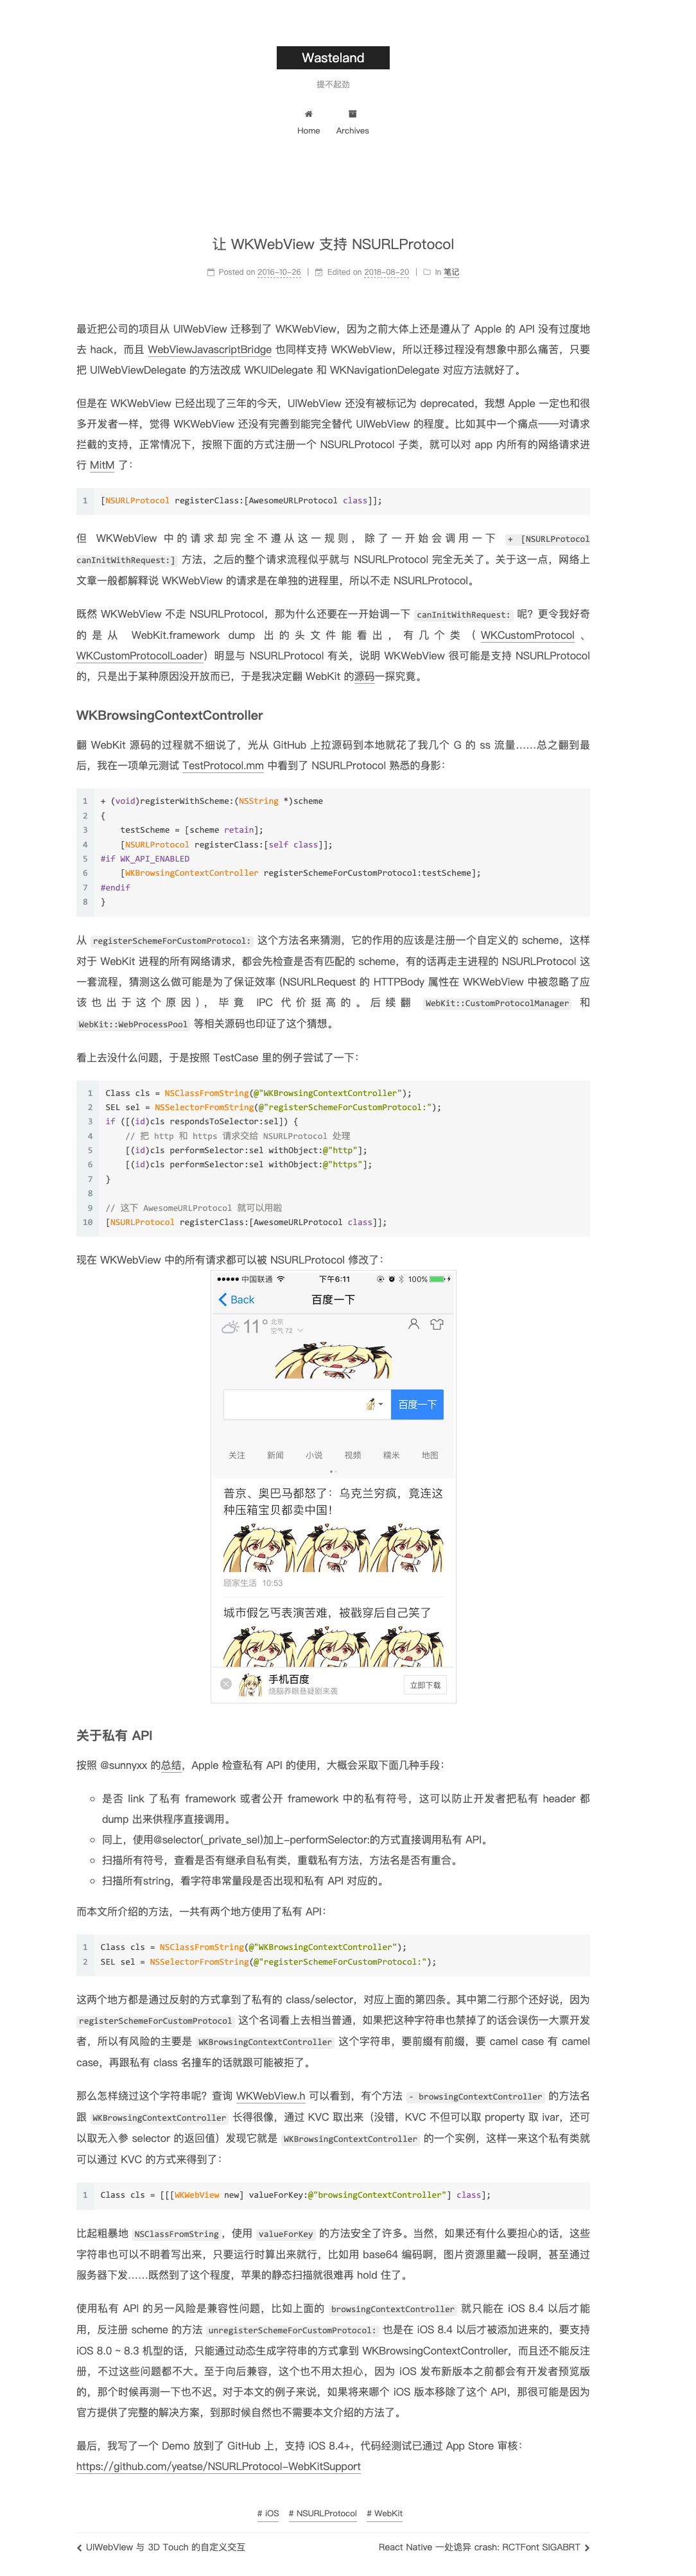 Wasteland
提不起劲
Home
Archives
让 WKWebView 支持 NSURLProtocol
Posted on 2016-10-26 | Edited on 2018-08-20 | In 笔记
最近把公司的项目从 UIWebView 迁移到了 WKWebView，因为之前大体上还是遵从了 Apple 的 API 没有过度地
去 hack，而且 WebViewJavascriptBridge 也同样支持 WKWebView，所以迁移过程没有想象中那么痛苦，只要
把 UIWebViewDelegate 的方法改成 WKUIDelegate 和 WKNavigationDelegate 对应方法就好了。
但是在 WKWebView 已经出现了三年的今天，UIWebView 还没有被标记为 deprecated，我想 Apple 一定也和很
多开发者一样，觉得 WKWebView 还没有完善到能完全替代 UIWebView 的程度。比如其中一个痛点——对请求
拦截的支持，正常情况下，按照下面的方式注册一个 NSURLProtocol 子类，就可以对 app 内所有的网络请求进
行 MitM 了：
1 [NSURLProtocol registerClass:[AwesomeURLProtocol class]];
但 WKWebView 中的请求却完全不遵从这一规则，除了一开始会调用一下 + [NSURLProtocol
canInitWithRequest:] 方法，之后的整个请求流程似乎就与 NSURLProtocol 完全无关了。关于这一点，网络上
文章一般都解释说 WKWebView 的请求是在单独的进程里，所以不走 NSURLProtocol。
既然 WKWebView 不走 NSURLProtocol，那为什么还要在一开始调一下 canInitWithRequest: 呢？更令我好奇
的是从 WebKit.framework dump 出的头文件能看出，有几个类（ WKCustomProtocol 、
WKCustomProtocolLoader）明显与 NSURLProtocol 有关，说明 WKWebView 很可能是支持 NSURLProtocol
的，只是出于某种原因没开放而已，于是我决定翻 WebKit 的源码一探究竟。
WKBrowsingContextController
翻 WebKit 源码的过程就不细说了，光从 GitHub 上拉源码到本地就花了我几个 G 的 ss 流量……总之翻到最
后，我在一项单元测试 TestProtocol.mm 中看到了 NSURLProtocol 熟悉的身影：
1 + (void)registerWithScheme:(NSString *)scheme
2 {
3     testScheme = [scheme retain];
4     [NSURLProtocol registerClass:[self class]];
5 #if WK_API_ENABLED
6     [WKBrowsingContextController registerSchemeForCustomProtocol:testScheme];
7 #endif
8 }
从 registerSchemeForCustomProtocol: 这个方法名来猜测，它的作用的应该是注册一个自定义的 scheme，这样
对于 WebKit 进程的所有网络请求，都会先检查是否有匹配的 scheme，有的话再走主进程的 NSURLProtocol 这
一套流程，猜测这么做可能是为了保证效率 (NSURLRequest 的 HTTPBody 属性在 WKWebView 中被忽略了应
该也出于这个原因)，毕竟 IPC 代价挺高的。后续翻 WebKit::CustomProtocolManager 和
WebKit::WebProcessPool 等相关源码也印证了这个猜想。
看上去没什么问题，于是按照 TestCase 里的例子尝试了一下：
1 Class cls = NSClassFromString(@"WKBrowsingContextController");
2 SEL sel = NSSelectorFromString(@"registerSchemeForCustomProtocol:");
3 if ([(id)cls respondsToSelector:sel]) {
4     // 把 http 和 https 请求交给 NSURLProtocol 处理
5     [(id)cls performSelector:sel withObject:@"http"];
6     [(id)cls performSelector:sel withObject:@"https"];
7 }
8
9 // 这下 AwesomeURLProtocol 就可以用啦
10 [NSURLProtocol registerClass:[AwesomeURLProtocol class]];
现在 WKWebView 中的所有请求都可以被 NSURLProtocol 修改了：
中国联通 下午6:11 100%
Back 百度一下
11° 北京
空气 72
百度一下
关注 新闻 小说 视频 糯米 地图
普京、奥巴马都怒了：乌克兰穷疯，竟连这
种压箱宝贝都卖中国！
顾家生活 10:53
城市假乞丐表演苦难，被戳穿后自己笑了
手机百度
烧脑养眼悬疑剧来袭
立即下载
关于私有 API
按照 @sunnyxx 的总结，Apple 检查私有 API 的使用，大概会采取下面几种手段：
是否 link 了私有 framework 或者公开 framework 中的私有符号，这可以防止开发者把私有 header 都
dump 出来供程序直接调用。
同上，使用@selector(_private_sel)加上-performSelector:的方式直接调用私有 API。
扫描所有符号，查看是否有继承自私有类，重载私有方法，方法名是否有重合。
扫描所有string，看字符串常量段是否出现和私有 API 对应的。
而本文所介绍的方法，一共有两个地方使用了私有 API：
1 Class cls = NSClassFromString(@"WKBrowsingContextController");
2 SEL sel = NSSelectorFromString(@"registerSchemeForCustomProtocol:");
这两个地方都是通过反射的方式拿到了私有的 class/selector，对应上面的第四条。其中第二行那个还好说，因为
registerSchemeForCustomProtocol 这个名词看上去相当普通，如果把这种字符串也禁掉了的话会误伤一大票开发
者，所以有风险的主要是 WKBrowsingContextController 这个字符串，要前缀有前缀，要 camel case 有 camel
case，再跟私有 class 名撞车的话就跟可能被拒了。
那么怎样绕过这个字符串呢？查询 WKWebView.h 可以看到，有个方法 - browsingContextController 的方法名
跟 WKBrowsingContextController 长得很像，通过 KVC 取出来（没错，KVC 不但可以取 property 取 ivar，还可
以取无入参 selector 的返回值）发现它就是 WKBrowsingContextController 的一个实例，这样一来这个私有类就
可以通过 KVC 的方式来得到了：
1 Class cls = [[[WKWebView new] valueForKey:@"browsingContextController"] class];
比起粗暴地 NSClassFromString，使用 valueForKey 的方法安全了许多。当然，如果还有什么要担心的话，这些
字符串也可以不明着写出来，只要运行时算出来就行，比如用 base64 编码啊，图片资源里藏一段啊，甚至通过
服务器下发……既然到了这个程度，苹果的静态扫描就很难再 hold 住了。
使用私有 API 的另一风险是兼容性问题，比如上面的 browsingContextController 就只能在 iOS 8.4 以后才能
用，反注册 scheme 的方法 unregisterSchemeForCustomProtocol: 也是在 iOS 8.4 以后才被添加进来的，要支持
iOS 8.0 ~ 8.3 机型的话，只能通过动态生成字符串的方式拿到 WKBrowsingContextController，而且还不能反注
册，不过这些问题都不大。至于向后兼容，这个也不用太担心，因为 iOS 发布新版本之前都会有开发者预览版
的，那个时候再测一下也不迟。对于本文的例子来说，如果将来哪个 iOS 版本移除了这个 API，那很可能是因为
官方提供了完整的解决方案，到那时候自然也不需要本文介绍的方法了。
最后，我写了一个 Demo 放到了 GitHub 上，支持 iOS 8.4+，代码经测试已通过 App Store 审核：
https://github.com/yeatse/NSURLProtocol-WebKitSupport
# iOS # NSURLProtocol # WebKit
UIWebView 与 3D Touch 的自定义交互
React Native 一处诡异 crash: RCTFont SIGABRT